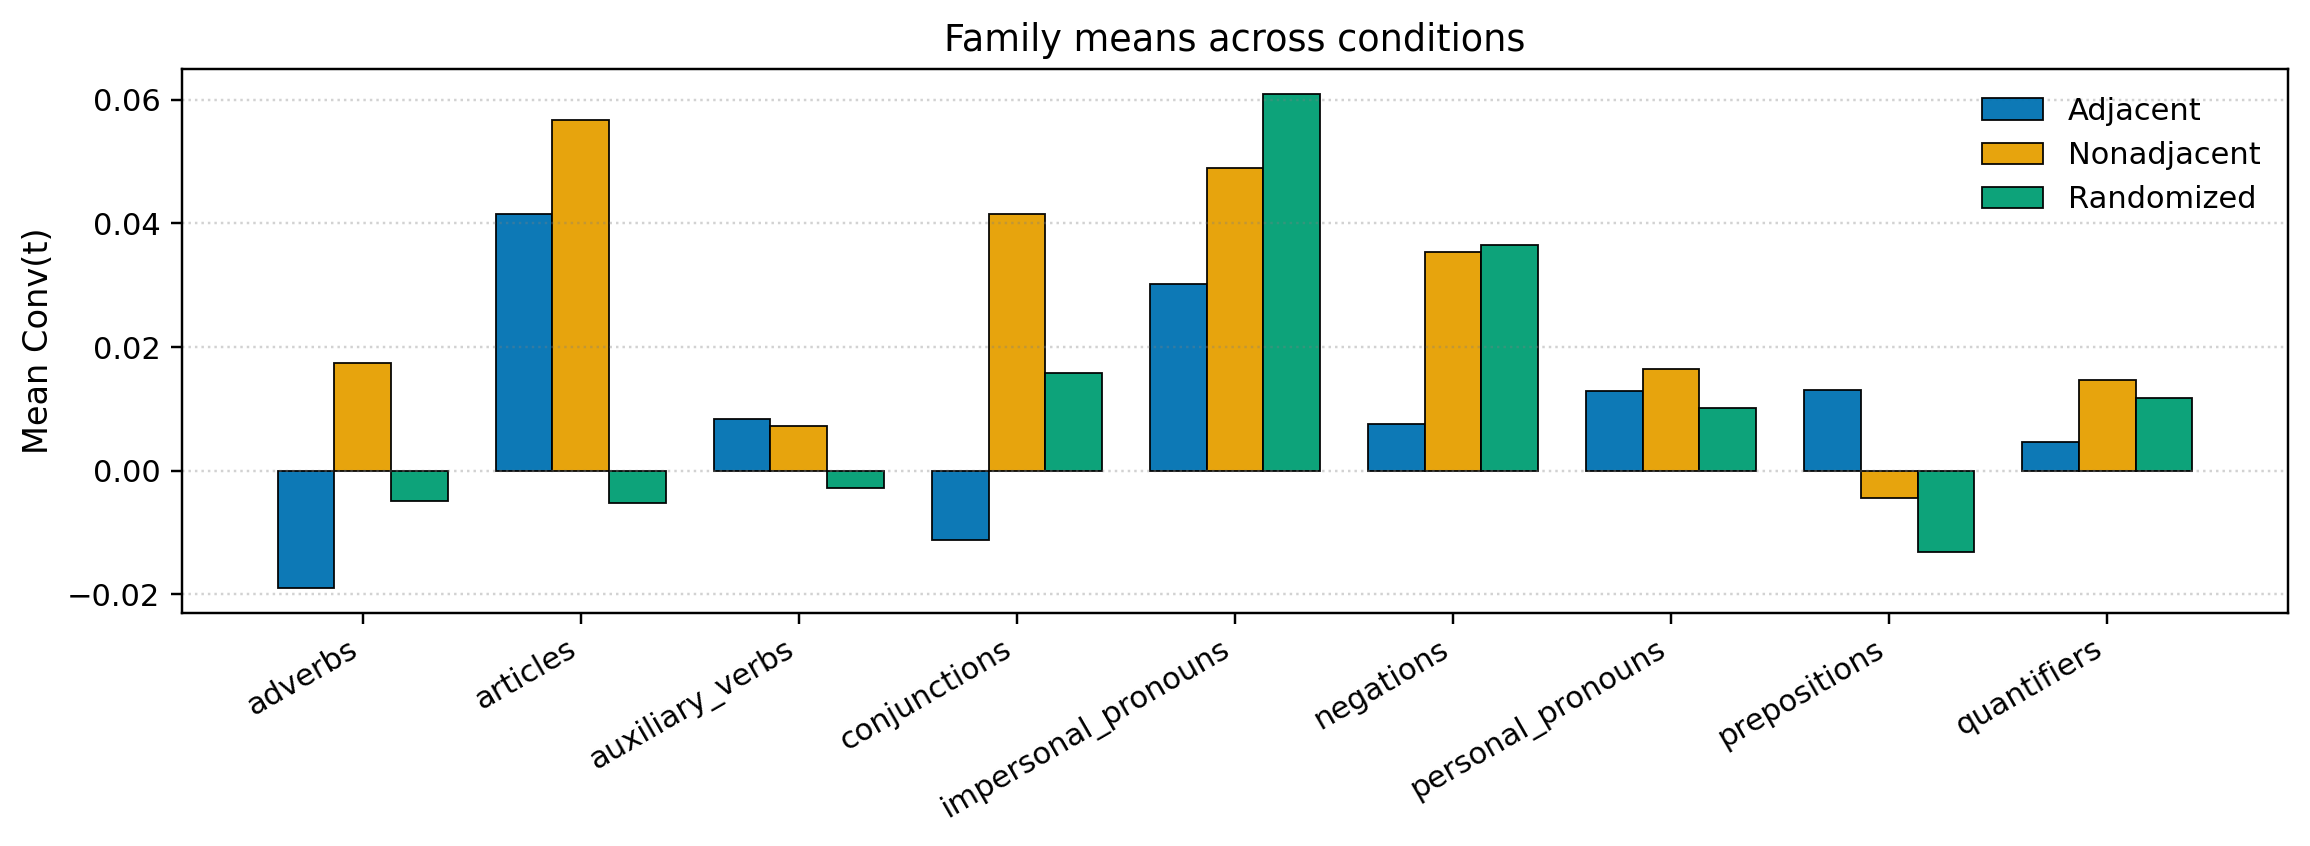 Family means across conditions
Mean Conv(t)
0.06
0.04
0.02
0.00
−0.02
Adjacent
Nonadjacent
Randomized
adverbs
articles
auxiliary_verbs
conjunctions
impersonal_pronouns
negations
personal_pronouns
prepositions
quantifiers